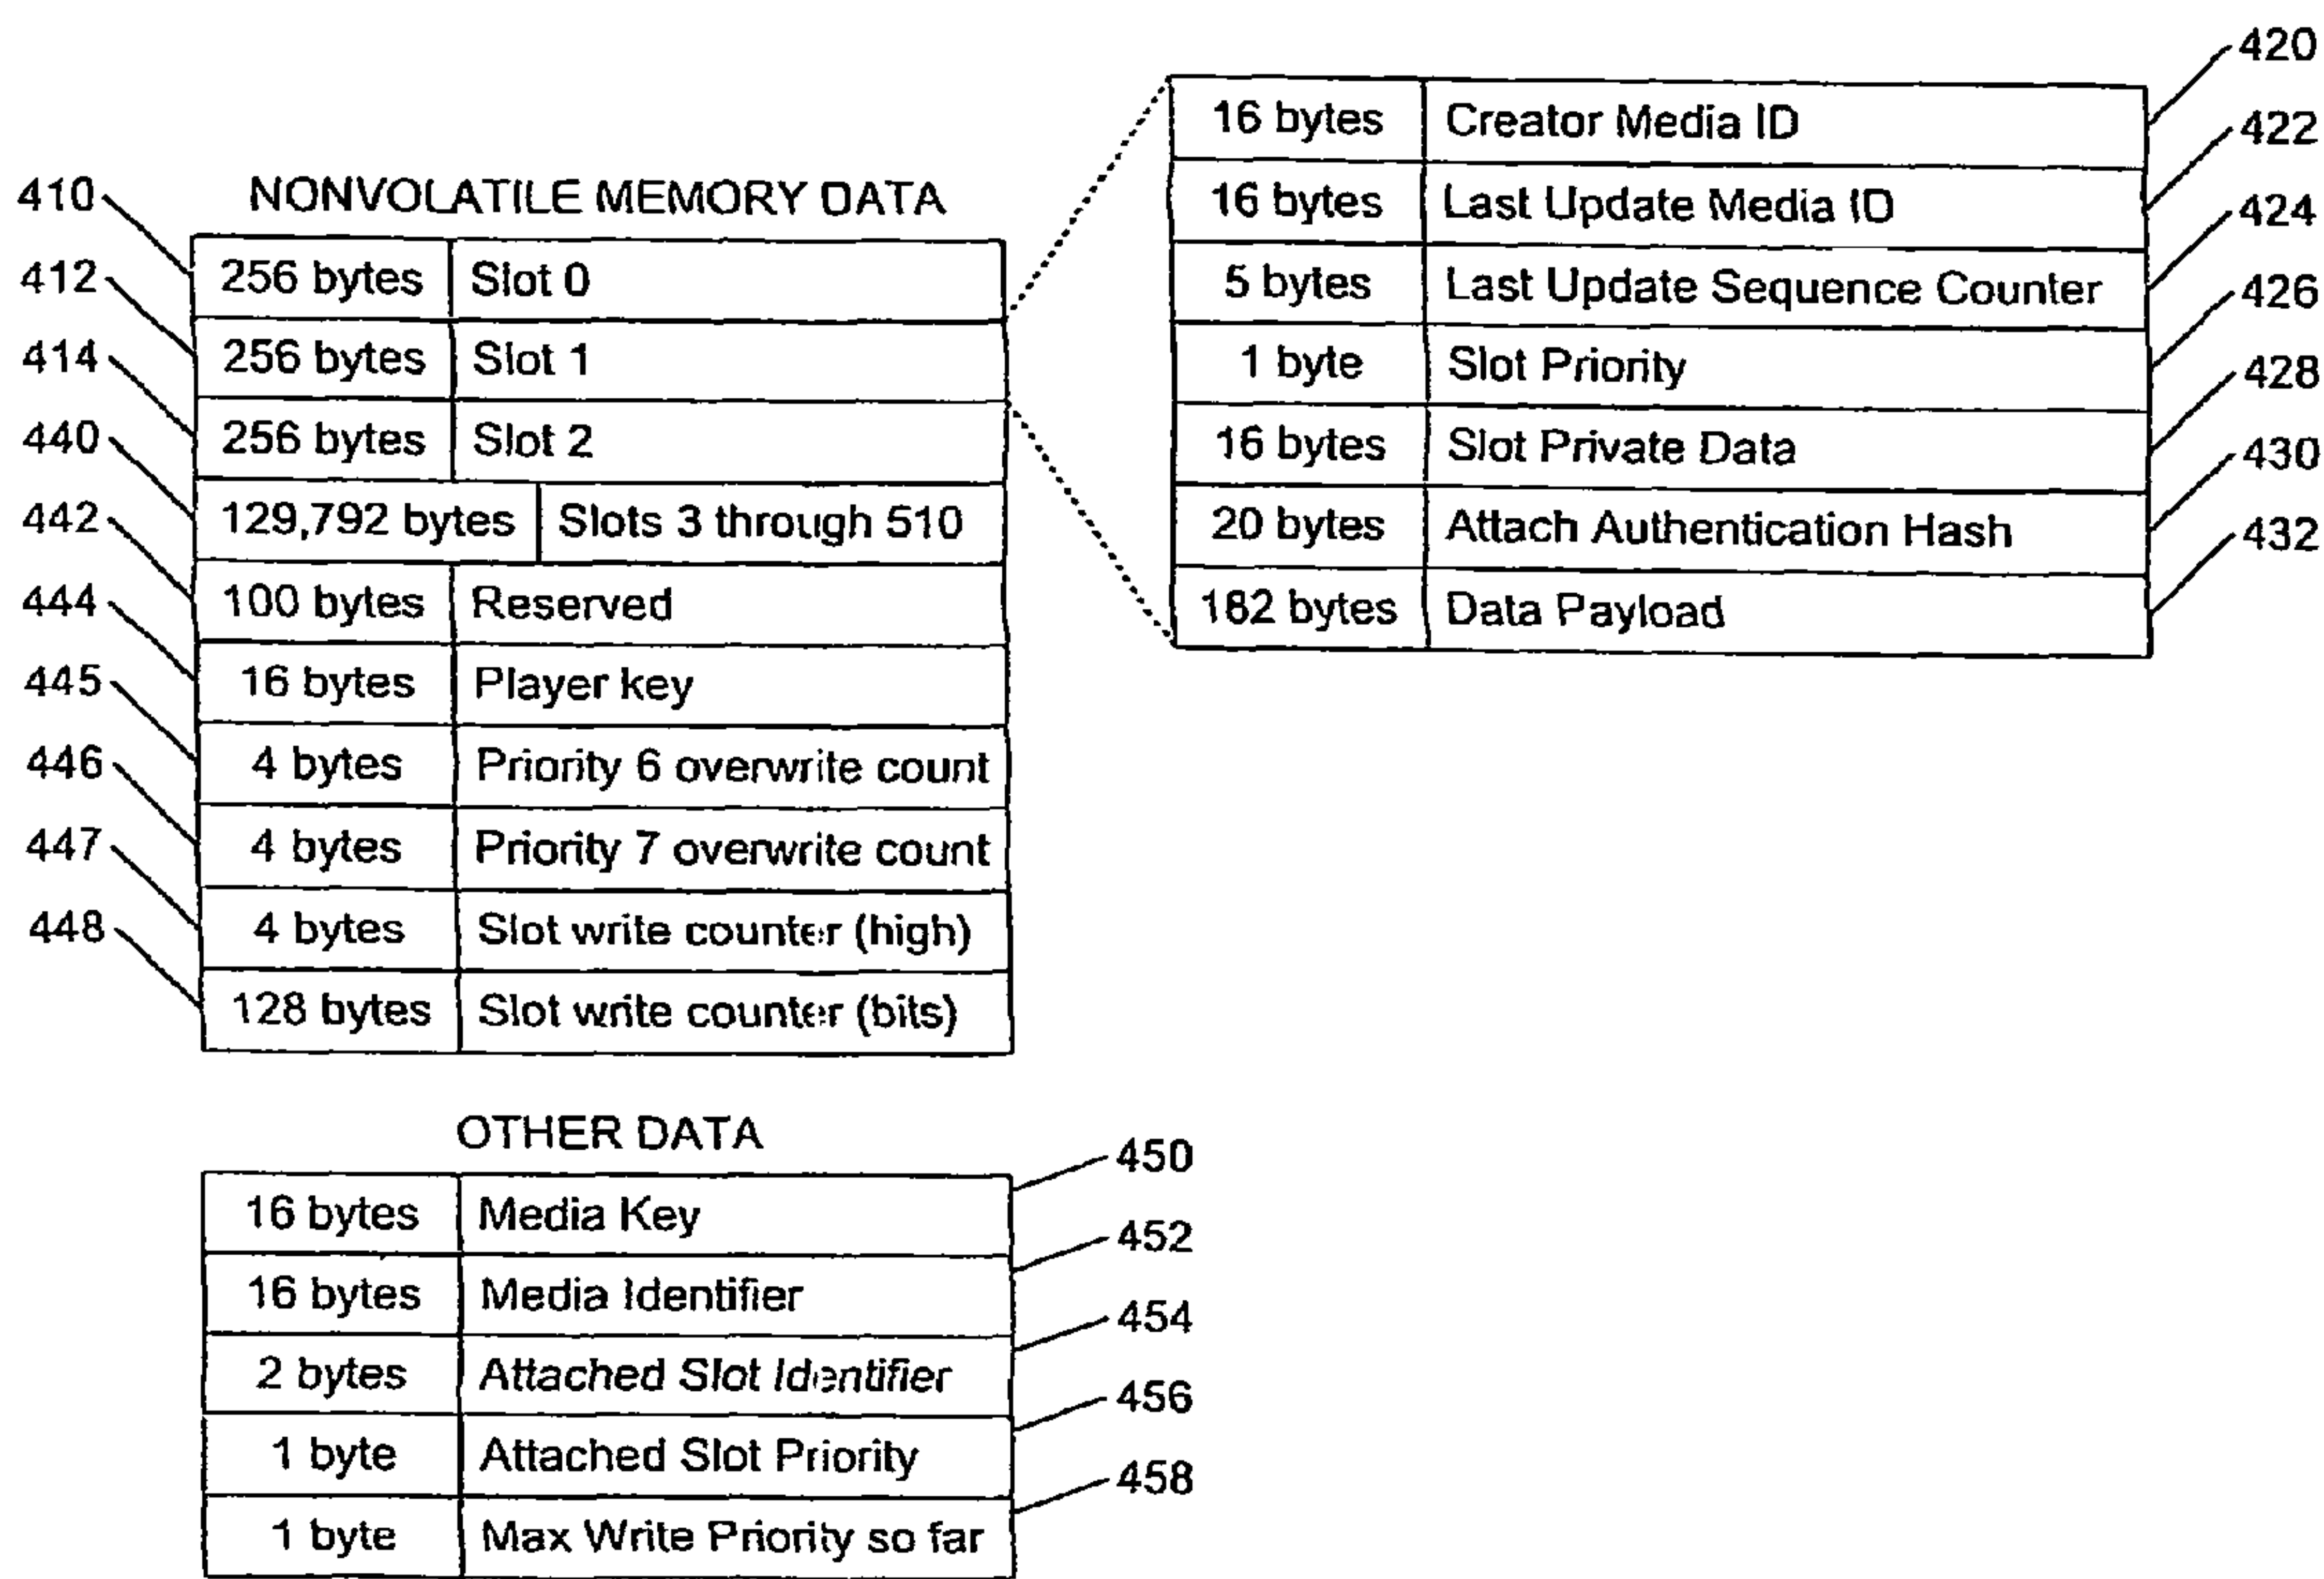 NONVOLATILE MEMORY DATA
410
256 bytes Slot 0
412
256 bytes Slot 1
414
256 bytes Slot 2
440
129,792 bytes Slots 3 through 510
442
100 bytes Reserved
444
16 bytes Player key
445
4 bytes Priority 6 overwrite count
446
4 bytes Priority 7 overwrite count
447
4 bytes Slot write counter (high)
448
128 bytes Slot write counter (bits)
420
16 bytes Creator Media ID
422
16 bytes Last Update Media ID
424
5 bytes Last Update Sequence Counter
426
1 byte Slot Priority
428
16 bytes Slot Private Data
430
20 bytes Attach Authentication Hash
432
182 bytes Data Payload
OTHER DATA
450
16 bytes Media Key
452
16 bytes Media Identifier
454
2 bytes Attached Slot Identifier
456
1 byte Attached Slot Priority
458
1 byte Max Write Priority so far